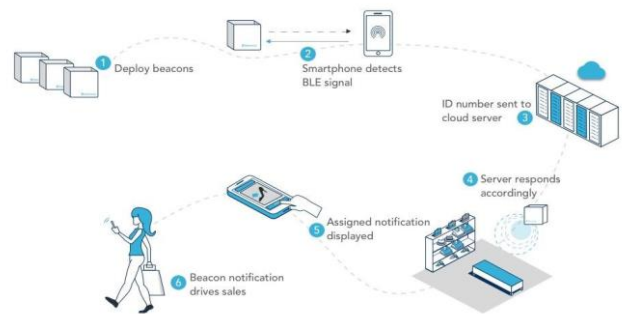 1 Deploy beacons
2
Smartphone detects
BLE signal
ID number sent to
cloud server 3
4 Server responds
accordingly
5 Assigned notification
displayed
6 Beacon notification
drives sales